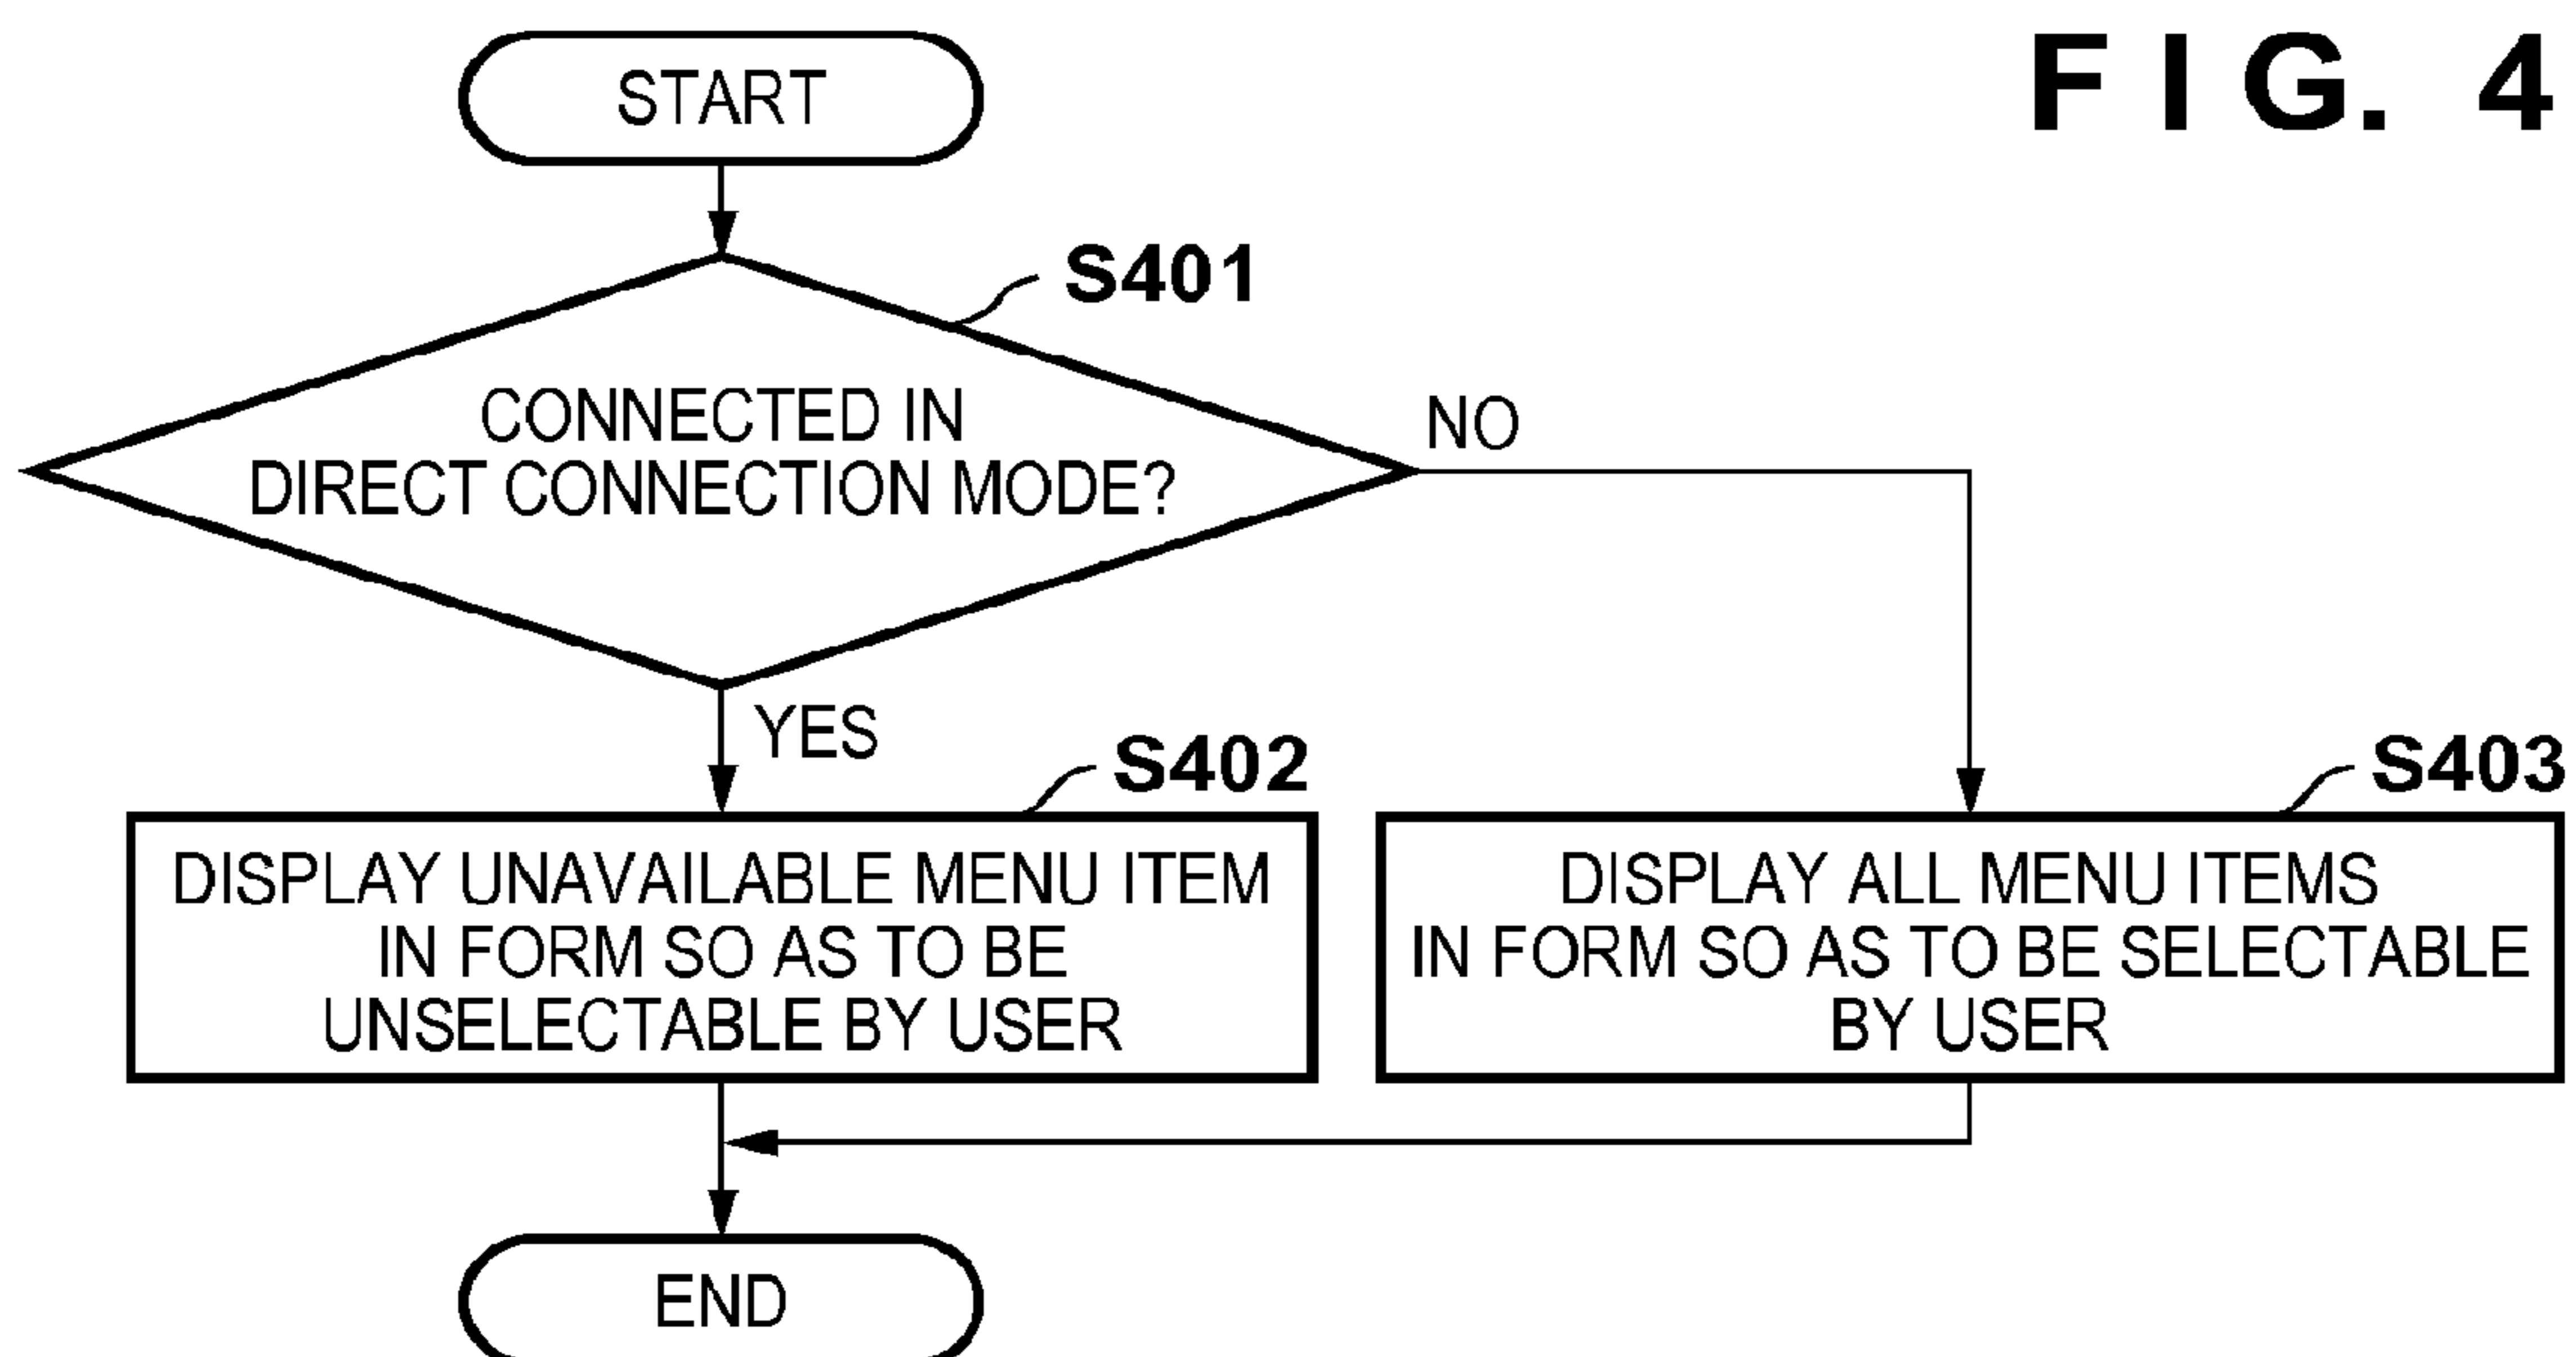 F I G. 4
START
S401
CONNECTED IN
DIRECT CONNECTION MODE?
NO
YES
S402
DISPLAY UNAVAILABLE MENU ITEM
IN FORM SO AS TO BE
UNSELECTABLE BY USER
S403
DISPLAY ALL MENU ITEMS
IN FORM SO AS TO BE SELECTABLE
BY USER
END